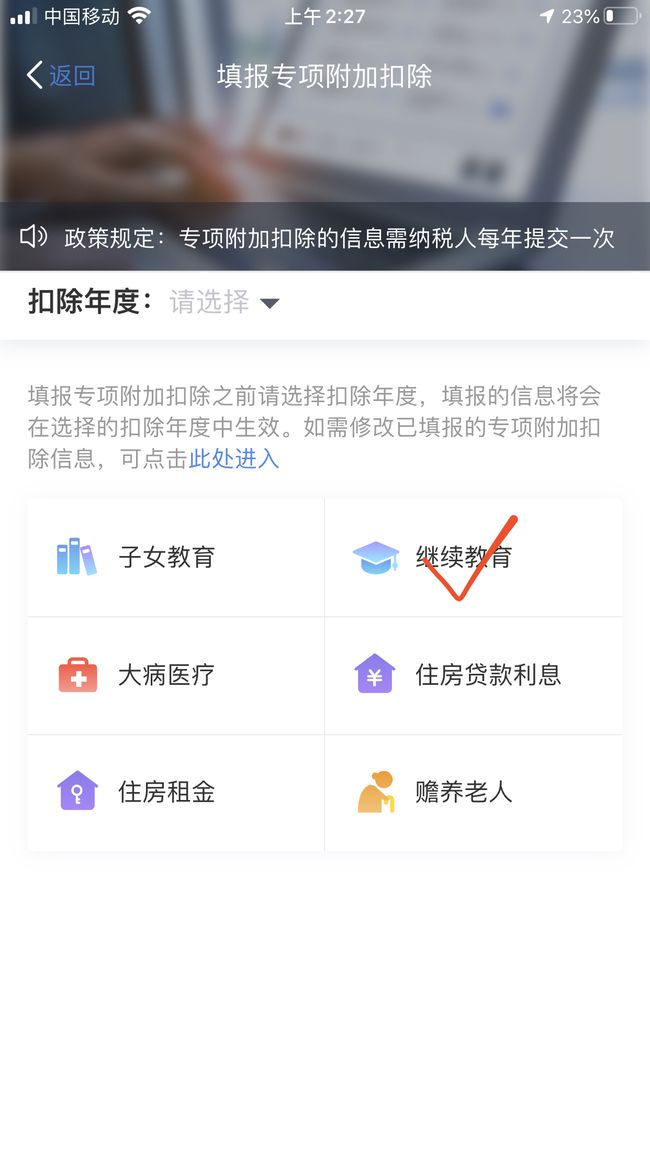 中国移动 上午2:27 23%
返回 填报专项附加扣除
政策规定：专项附加扣除的信息需纳税人每年提交一次
扣除年度： 请选择
填报专项附加扣除之前请选择扣除年度，填报的信息将会
在选择的扣除年度中生效。如需修改已填报的专项附加扣
除信息，可点击此处进入
子女教育 继续教育
大病医疗 住房贷款利息
¥
住房租金 赡养老人